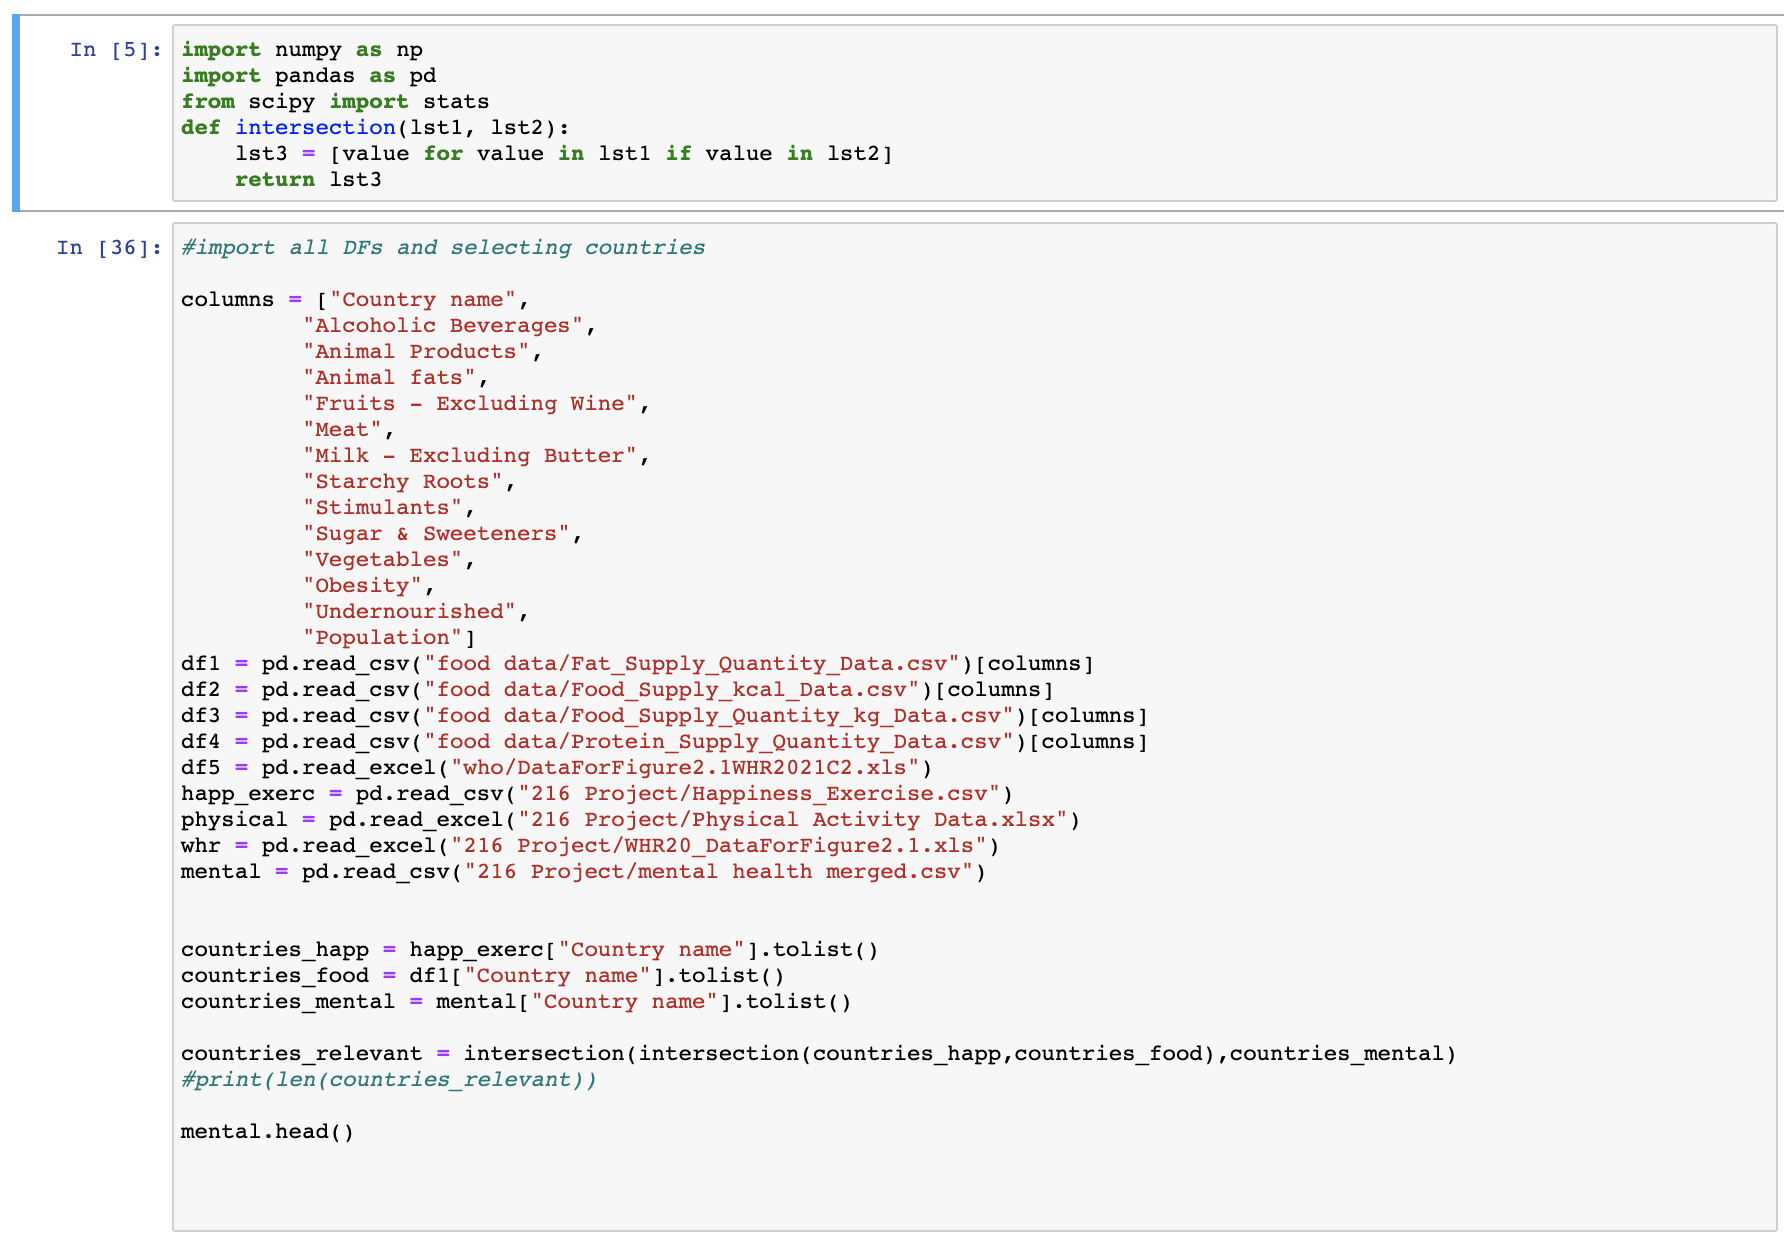 In [5]:
import numpy as np
import pandas as pd
from scipy import stats
def intersection(lst1, lst2):
    lst3 = [value for value in lst1 if value in lst2]
    return lst3
In [36]:
#import all DFs and selecting countries
columns = ["Country name",
         "Alcoholic Beverages",
         "Animal Products",
         "Animal fats",
         "Fruits - Excluding Wine",
         "Meat",
         "Milk - Excluding Butter",
         "Starchy Roots",
         "Stimulants",
         "Sugar & Sweeteners",
         "Vegetables",
         "Obesity",
         "Undernourished",
         "Population"]
df1 = pd.read_csv("food data/Fat_Supply_Quantity_Data.csv")[columns]
df2 = pd.read_csv("food data/Food_Supply_kcal_Data.csv")[columns]
df3 = pd.read_csv("food data/Food_Supply_Quantity_kg_Data.csv")[columns]
df4 = pd.read_csv("food data/Protein_Supply_Quantity_Data.csv")[columns]
df5 = pd.read_excel("who/DataForFigure2.1WHR2021C2.xls")
happ_exerc = pd.read_csv("216 Project/Happiness_Exercise.csv")
physical = pd.read_excel("216 Project/Physical Activity Data.xlsx")
whr = pd.read_excel("216 Project/WHR20_DataForFigure2.1.xls")
mental = pd.read_csv("216 Project/mental health merged.csv")
countries_happ = happ_exerc["Country name"].tolist()
countries_food = df1["Country name"].tolist()
countries_mental = mental["Country name"].tolist()
countries_relevant = intersection(intersection(countries_happ,countries_food),countries_mental)
#print(len(countries_relevant))
mental.head()